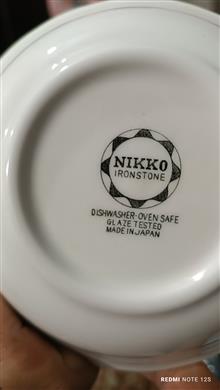 NIKKO
IRONSTONE
DISHWASHER·OVEN SAFE
GLAZE TESTED
MADE IN JAPAN
REDMI NOTE 12S